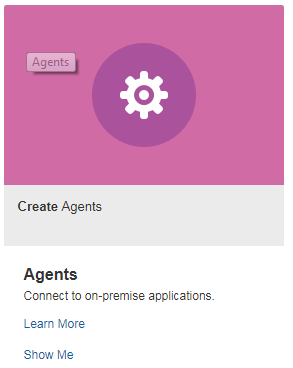 Agents
Create Agents
Agents
Connect to on-premise applications.
Learn More
Show Me